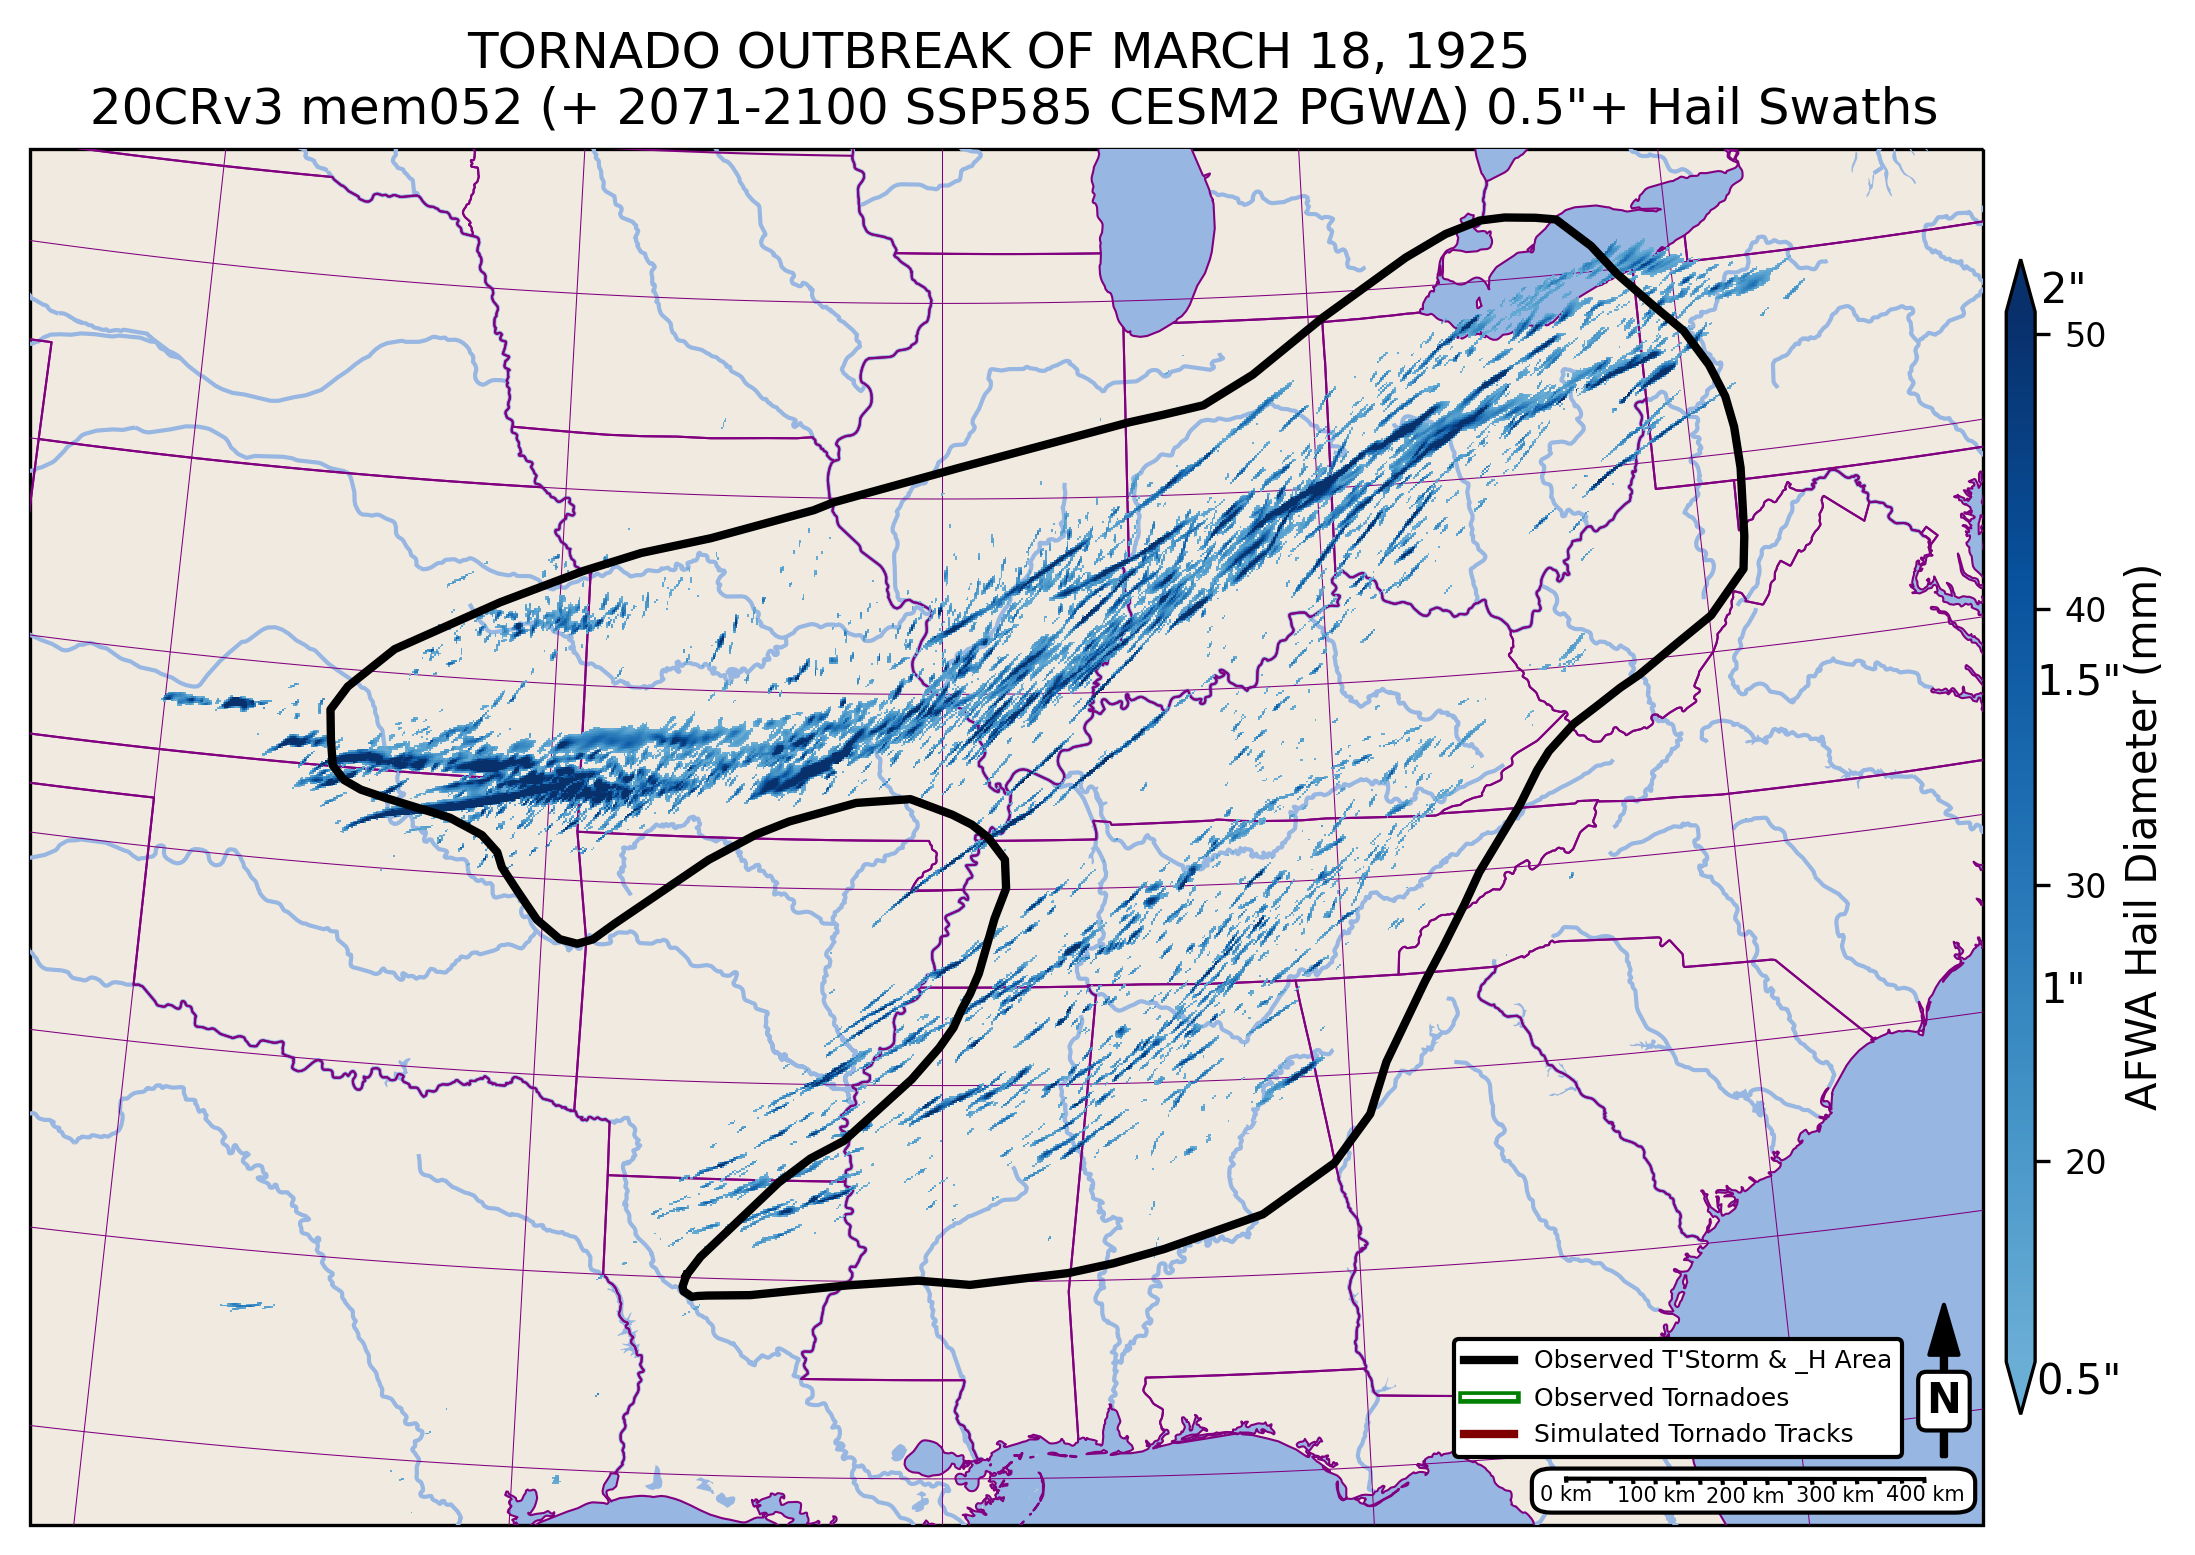 TORNADO OUTBREAK OF MARCH 18, 1925
20CRv3 mem052 (+ 2071-2100 SSP585 CESM2 PGWΔ) 0.5"+ Hail Swaths
2"
50
40
1.5"
30
1"
20
0.5"
AFWA Hail Diameter (mm)
Observed T'Storm & _H Area
Observed Tornadoes
Simulated Tornado Tracks
N
0 km 100 km 200 km 300 km 400 km